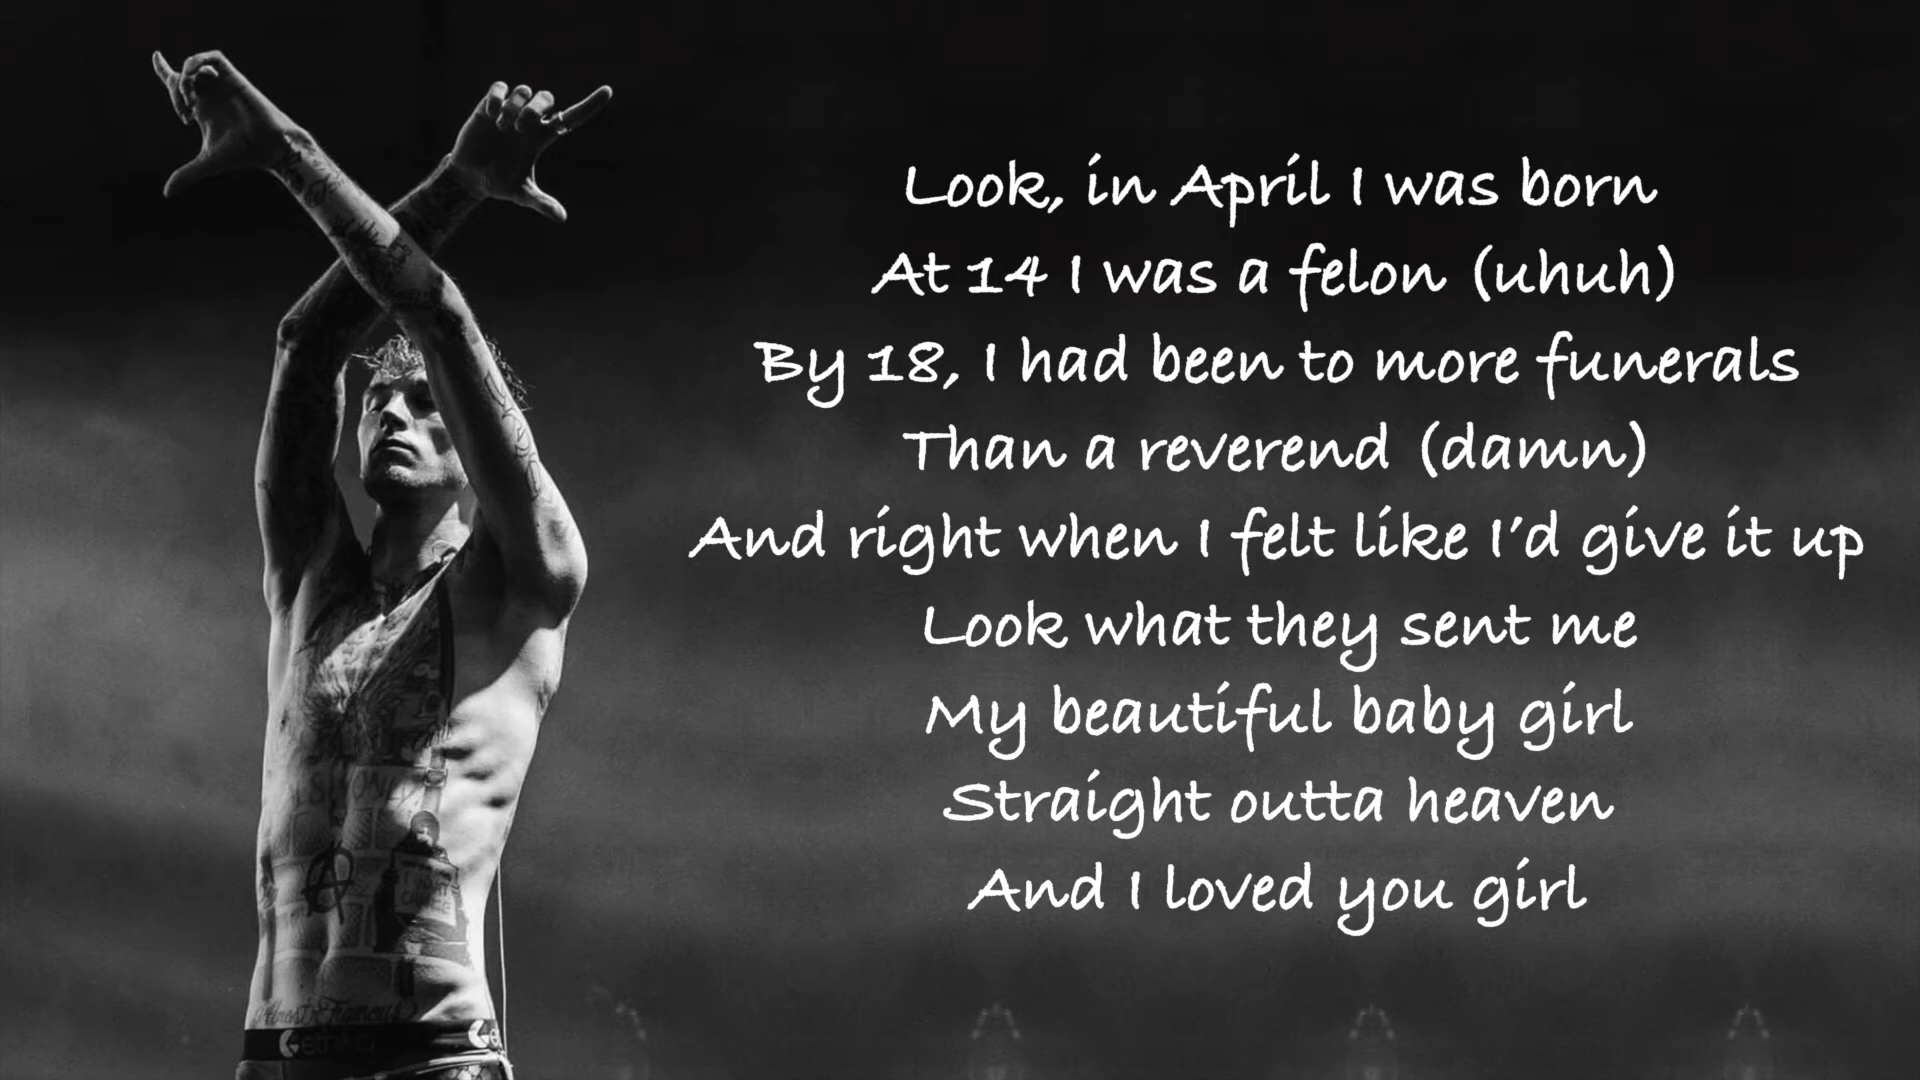 Look, in April I was born
At 14 I was a felon (uhuh)
By 18, I had been to more funerals
Than a reverend (damn)
And right when I felt like I'd give it up
Look what they sent me
My beautiful baby girl
Straight outta heaven
And I loved you girl
Almost Famous